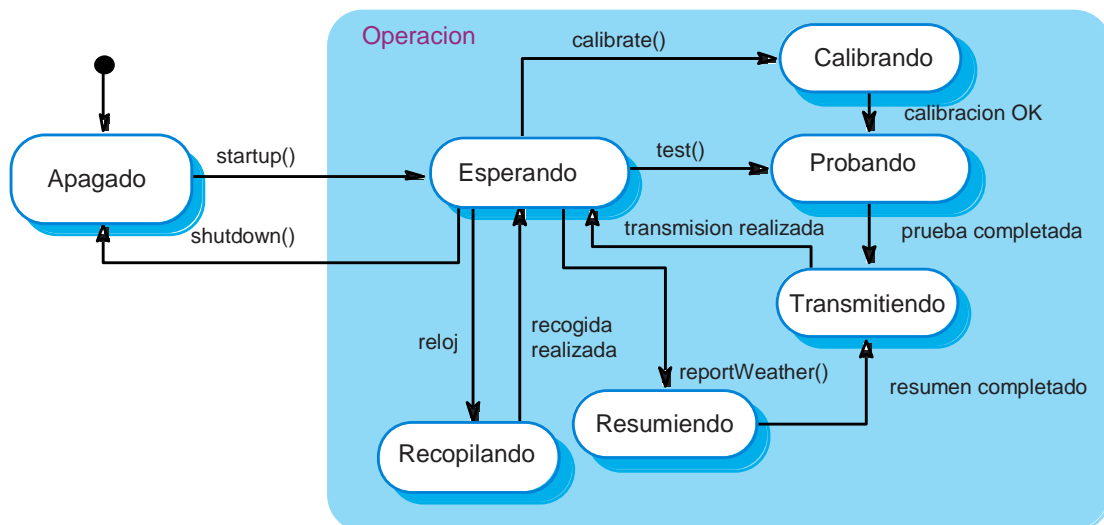 Operacion
calibrate()
Calibrando
calibracion OK
startup()
Apagado
Esperando
test()
Probando
shutdown()
transmision realizada
prueba completada
Transmitiendo
reloj
recogida
realizada
reportWeather()
resumen completado
Resumiendo
Recopilando